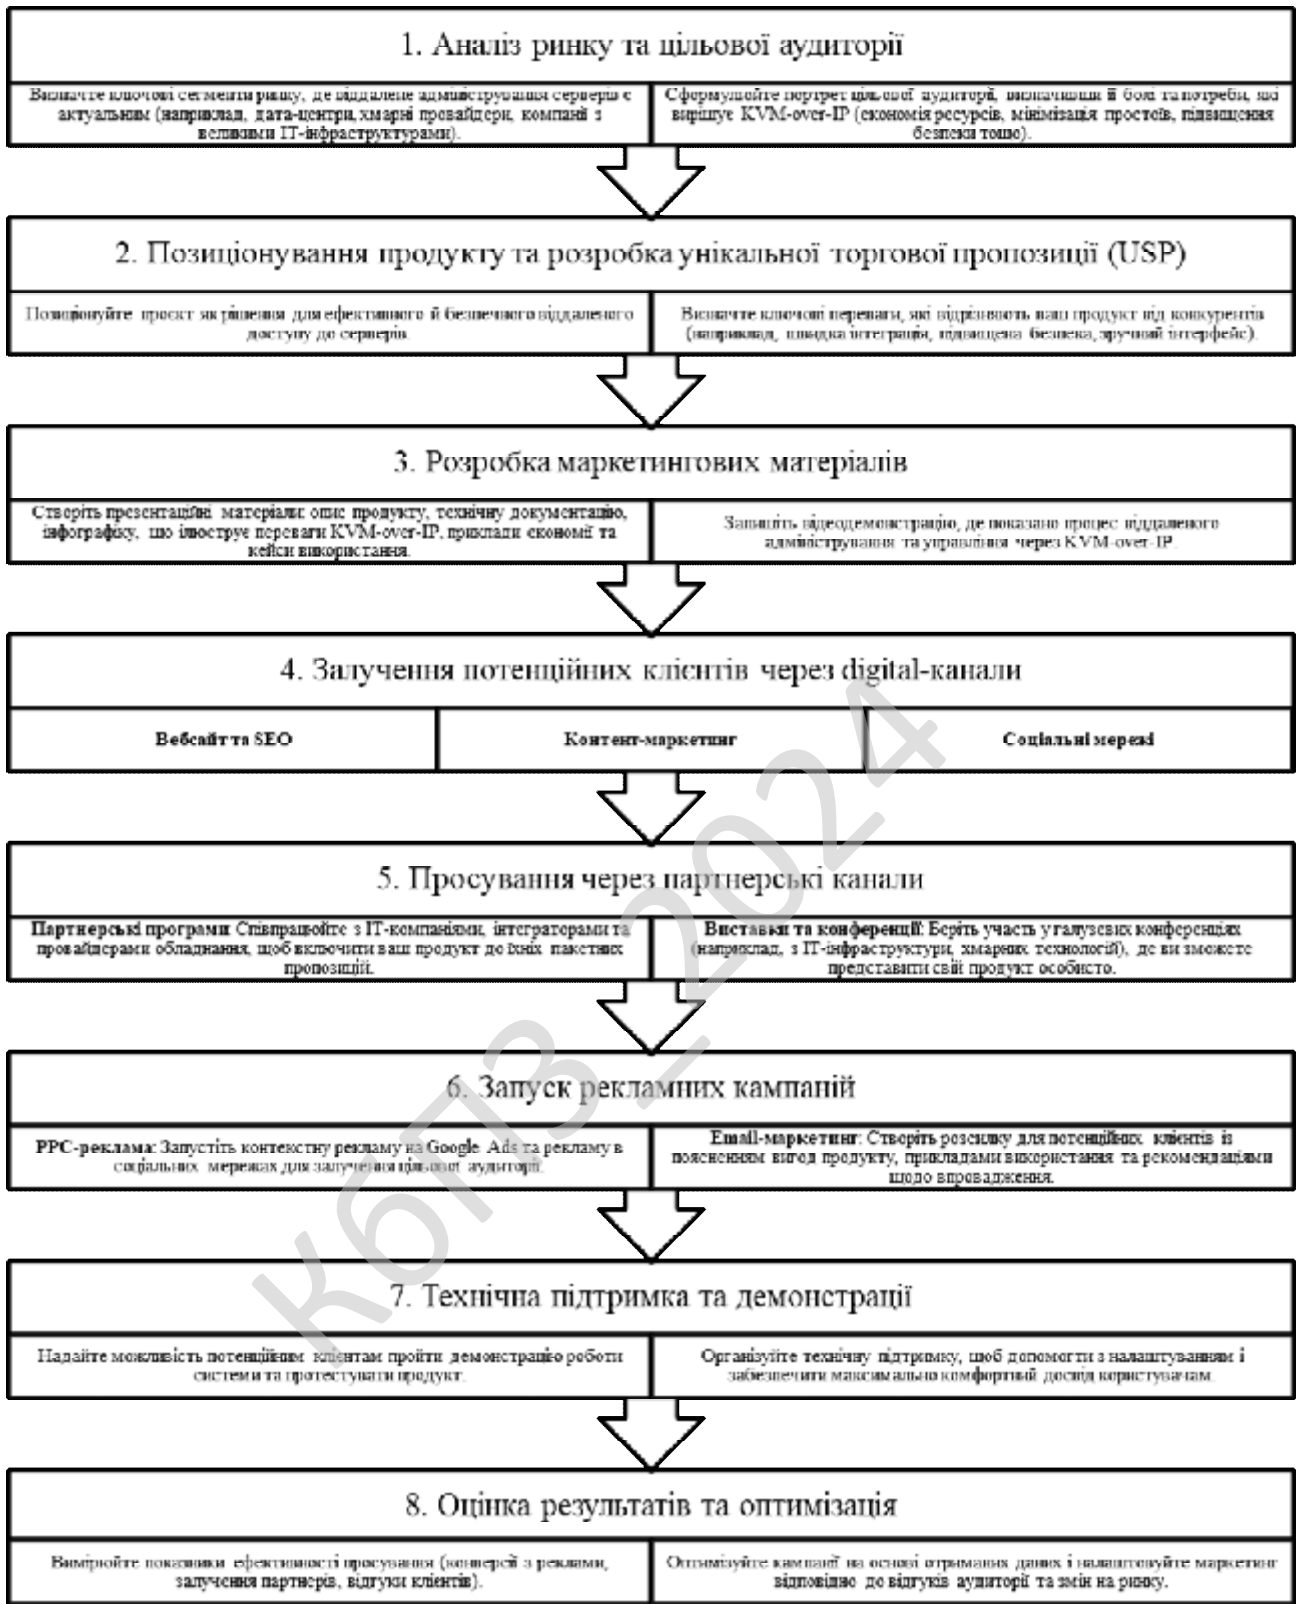 1. Аналіз ринку та цільової аудиторії
Визначте ключові сегменти ринку, де віддалене адміністрування серверів є
актуальним (наприклад, дата-центри, хмарні провайдери, компанії з
великими ІТ-інфраструктурами).
Сформулюйте портрет цільової аудиторії, визначивши її болі та потреби, які
вирішує KVM-over-IP (економія ресурсів, мінімізація простоїв, підвищення
безпеки тощо).
2. Позиціонування продукту та розробка унікальної торгової пропозиції (USP)
Позиціонуйте проєкт як рішення для ефективного й безпечного віддаленого
доступу до серверів.
Визначте ключові переваги, які відрізняють ваш продукт від конкурентів
(наприклад, швидка інтеграція, підвищена безпека, зручний інтерфейс).
3. Розробка маркетингових матеріалів
Створіть презентаційні матеріали: опис продукту, технічну документацію,
інфографіку, що ілюструє переваги KVM-over-IP, приклади економії та
кейси використання.
Запишіть відеодемонстрацію, де показано процес віддаленого
адміністрування та управління через KVM-over-IP.
4. Залучення потенційних клієнтів через digital-канали
Вебсайт та SEO
Контент-маркетинг
Соціальні мережі
5. Просування через партнерські канали
Партнерські програми: Співпрацюйте з ІТ-компаніями, інтеграторами та
провайдерами обладнання, щоб включити ваш продукт до їхніх пакетних
пропозицій.
Виставки та конференції: Беріть участь у галузевих конференціях
(наприклад, з ІТ-інфраструктури, хмарних технологій), де ви зможете
представити свій продукт особисто.
6. Запуск рекламних кампаній
PPC-реклама: Запустіть контекстну рекламу на Google Ads та рекламу в
соціальних мережах для залучення цільової аудиторії.
Email-маркетинг: Створіть розсилку для потенційних клієнтів із
поясненням вигод продукту, прикладами використання та рекомендаціями
щодо впровадження.
7. Технічна підтримка та демонстрації
Надайте можливість потенційним клієнтам пройти демонстрацію роботи
системи та протестувати продукт.
Організуйте технічну підтримку, щоб допомогти з налаштуванням і
забезпечити максимально комфортний досвід користувачам.
8. Оцінка результатів та оптимізація
Вимірюйте показники ефективності просування (конверсії з реклами,
залучення партнерів, відгуки клієнтів).
Оптимізуйте кампанії на основі отриманих даних і налаштовуйте маркетинг
відповідно до відгуків аудиторії та змін на ринку.
КбПЗ_2024